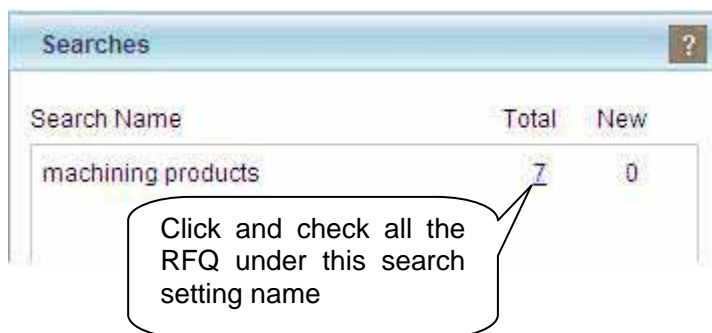 Searches ?
Search Name Total New
machining products 7 0
Click and check all the
RFQ under this search
setting name